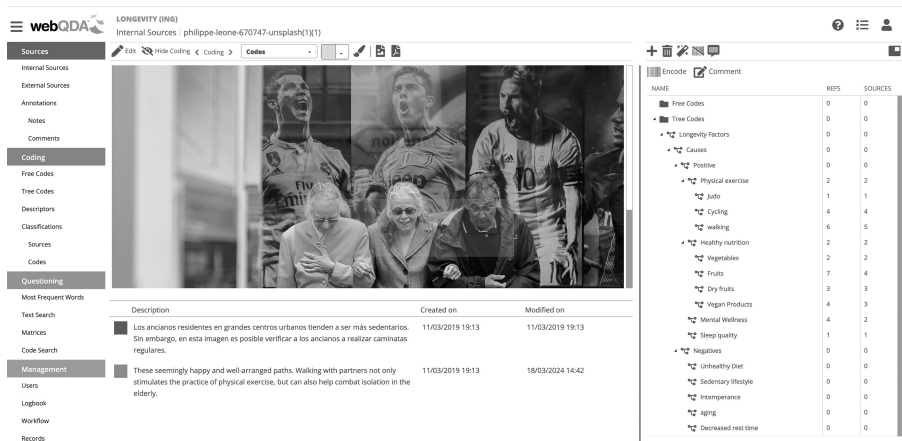 LONGEVITY (ING)
webQDA
Internal Sources / philippe-leone-670747-unsplash(1)(1)
Sources
Edit Hide Coding < Coding > Codes
Encode Comment
Internal Sources
External Sources
Annotations
Notes
Comments
Coding
Free Codes
Tree Codes
Descriptors
Classifications
Sources
Codes
Questioning
Most Frequent Words
Text Search
Matrices
Code Search
Management
Users
Logbook
Workflow
Records
Fly
Emirates
Description Created on Modified on
Los ancianos residentes en grandes centros urbanos tienden a ser más sedentarios. 11/03/2019 19:13 11/03/2019 19:13
Sin embargo, en esta imagen es posible verificar a los ancianos a realizar caminatas
regulares.
These seemingly happy and well-arranged paths. Walking with partners not only 11/03/2019 19:13 18/03/2024 14:42
stimulates the practice of physical exercise, but can also help combat isolation in the
elderly.
NAME REFS SOURCES
Free Codes 0 0
Tree Codes 0 0
Longevity Factors 0 0
Causes 0 0
Positive 0 0
Physical exercise 2 2
Judo 1 1
Cycling 4 4
walking 6 5
Healthy nutrition 2 2
Vegetables 2 2
Fruits 7 4
Dry fruits 3 3
Vegan Products 4 3
Mental Wellness 4 2
Sleep quality 1 1
Negatives 0 0
Unhealthy Diet 0 0
Sedentary lifestyle 0 0
Intemperance 0 0
aging 0 0
Decreased rest time 0 0